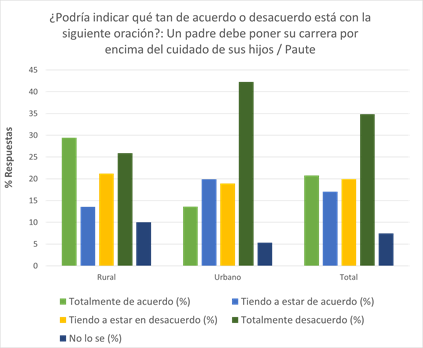 ¿Podría indicar qué tan de acuerdo o desacuerdo está con la
siguiente oración?: Un padre debe poner su carrera por
encima del cuidado de sus hijos / Paute
45
40
35
30
25
20
15
10
5
0
% Respuestas
Rural
Urbano
Total
Totalmente de acuerdo (%)
Tiendo a estar de acuerdo (%)
Tiendo a estar en desacuerdo (%)
Totalmente desacuerdo (%)
No lo se (%)